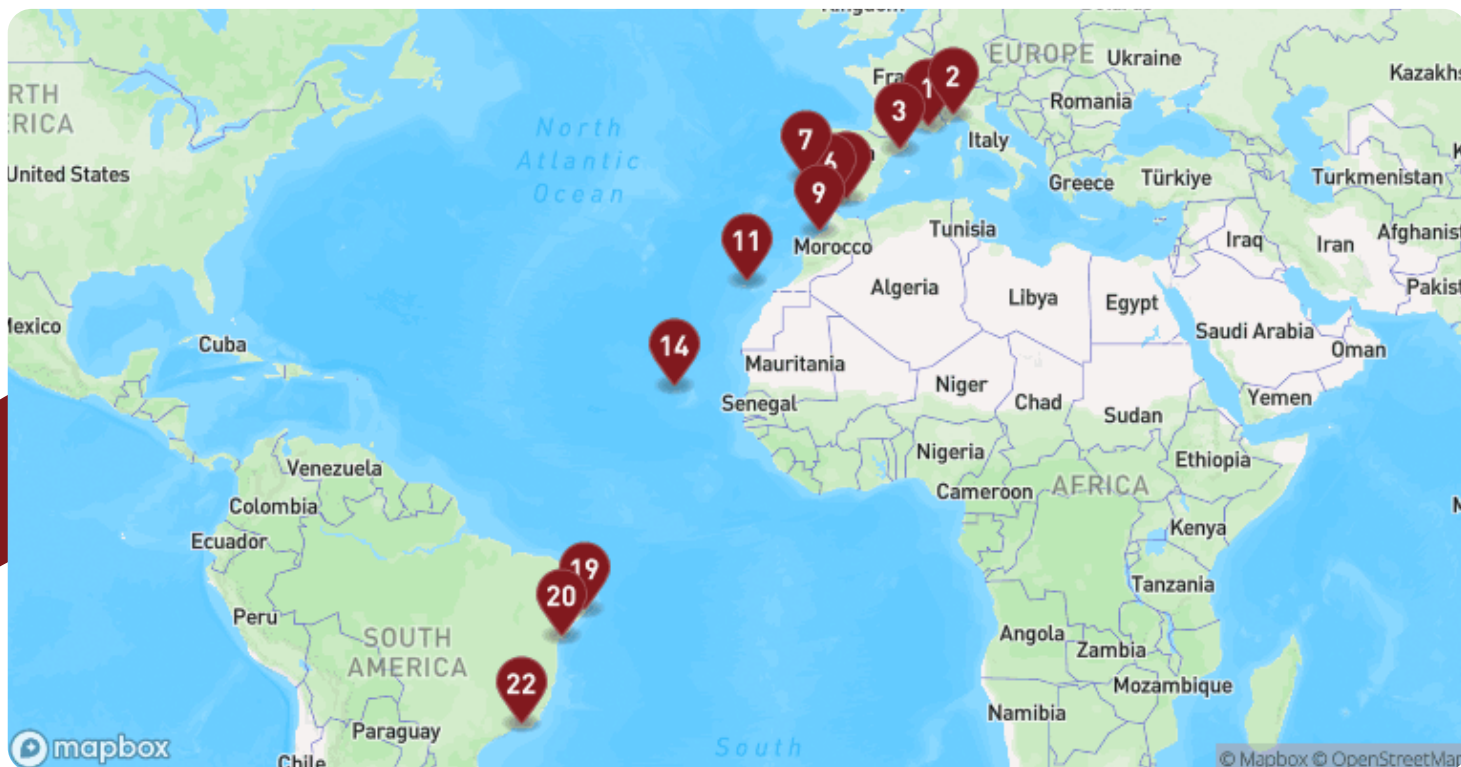 EUROPE
Ukraine
Fra
Kazakhs
RTH
ERICA
Romania
North
Atlantic
Ocean
Italy
United States
Greece
Türkiye
Turkmenistan
Tunisia
Morocco
Iraq
Iran
Afghanist
Algeria
Libya
Egypt
Pakist
Mexico
Cuba
Saudi Arabia
Oman
Mauritania
Niger
Chad
Yemen
Senegal
Sudan
Nigeria
Ethiopia
Venezuela
Colombia
Cameroon
AFRICA
Ecuador
Kenya
Tanzania
Peru
SOUTH
AMERICA
Angola
Zambia
Mozambique
Namibia
Paraguay
South
Chile
1
2
3
7
6
9
11
14
19
20
22
mapbox
© Mapbox © OpenStreetMap